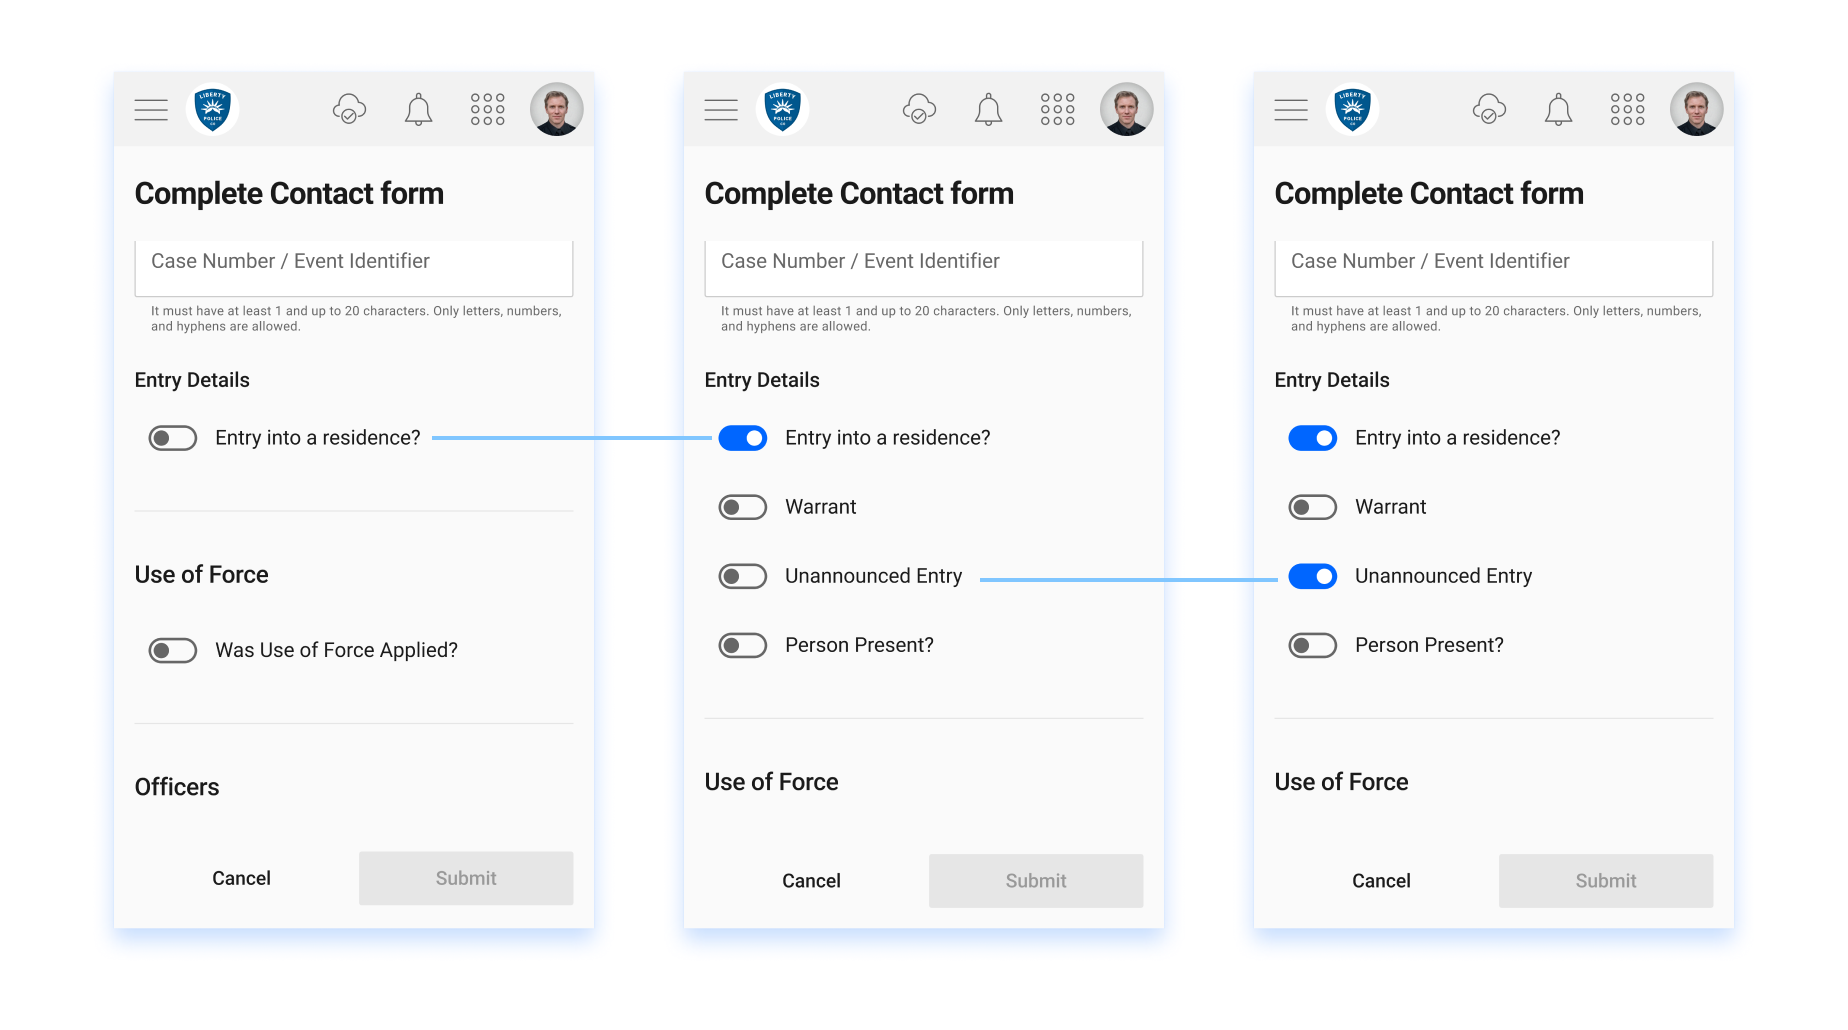 LIBERTY
POLICE
CO
Complete Contact form
Case Number / Event Identifier
It must have at least 1 and up to 20 characters. Only letters, numbers,
and hyphens are allowed.
Entry Details
Entry into a residence?
Use of Force
Was Use of Force Applied?
Officers
Cancel
Submit
LIBERTY
POLICE
CO
Complete Contact form
Case Number / Event Identifier
It must have at least 1 and up to 20 characters. Only letters, numbers,
and hyphens are allowed.
Entry Details
Entry into a residence?
Warrant
Unannounced Entry
Person Present?
Use of Force
Cancel
Submit
LIBERTY
POLICE
CO
Complete Contact form
Case Number / Event Identifier
It must have at least 1 and up to 20 characters. Only letters, numbers,
and hyphens are allowed.
Entry Details
Entry into a residence?
Warrant
Unannounced Entry
Person Present?
Use of Force
Cancel
Submit